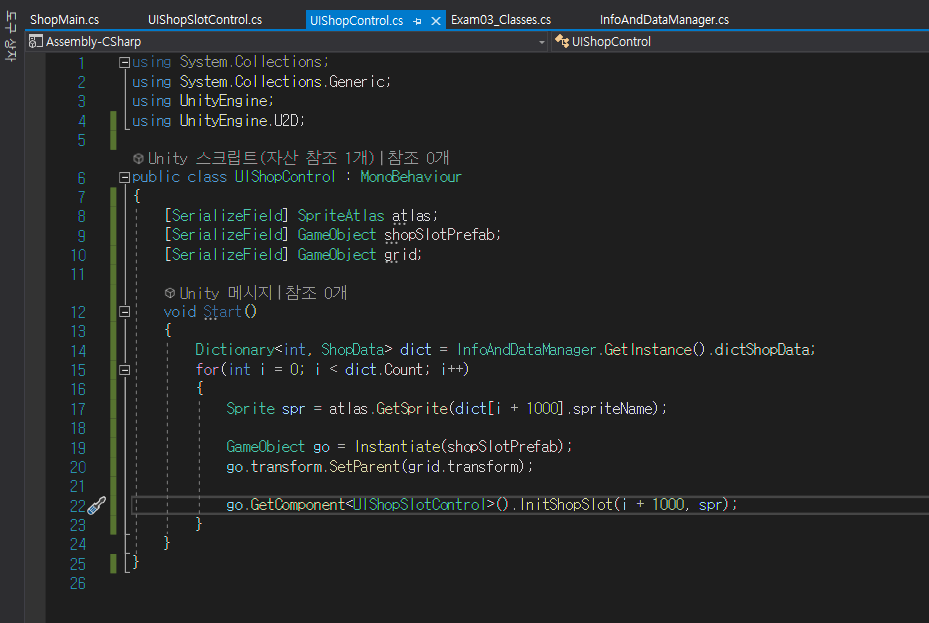 ShopMain.cs UIShopSlotControl.cs UIShopControl.cs Exam03_Classes.cs InfoAndDataManager.cs
도구 상자
Assembly-CSharp UIShopControl
1 using System.Collections;
2 using System.Collections.Generic;
3 using UnityEngine;
4 using UnityEngine.U2D;
5
Unity 스크립트(자산 참조 1개)|참조 0개
6 public class UIShopControl : MonoBehaviour
7 {
8 [SerializeField] SpriteAtlas atlas;
9 [SerializeField] GameObject shopSlotPrefab;
10 [SerializeField] GameObject grid;
11
Unity 메시지|참조 0개
12 void Start()
13 {
14 Dictionary<int, ShopData> dict = InfoAndDataManager.GetInstance().dictShopData;
15 for(int i = 0; i < dict.Count; i++)
16 {
17 Sprite spr = atlas.GetSprite(dict[i + 1000].spriteName);
18
19 GameObject go = Instantiate(shopSlotPrefab);
20 go.transform.SetParent(grid.transform);
21
22 go.GetComponent<UIShopSlotControl>().InitShopSlot(i + 1000, spr);
23 }
24 }
25 }
26